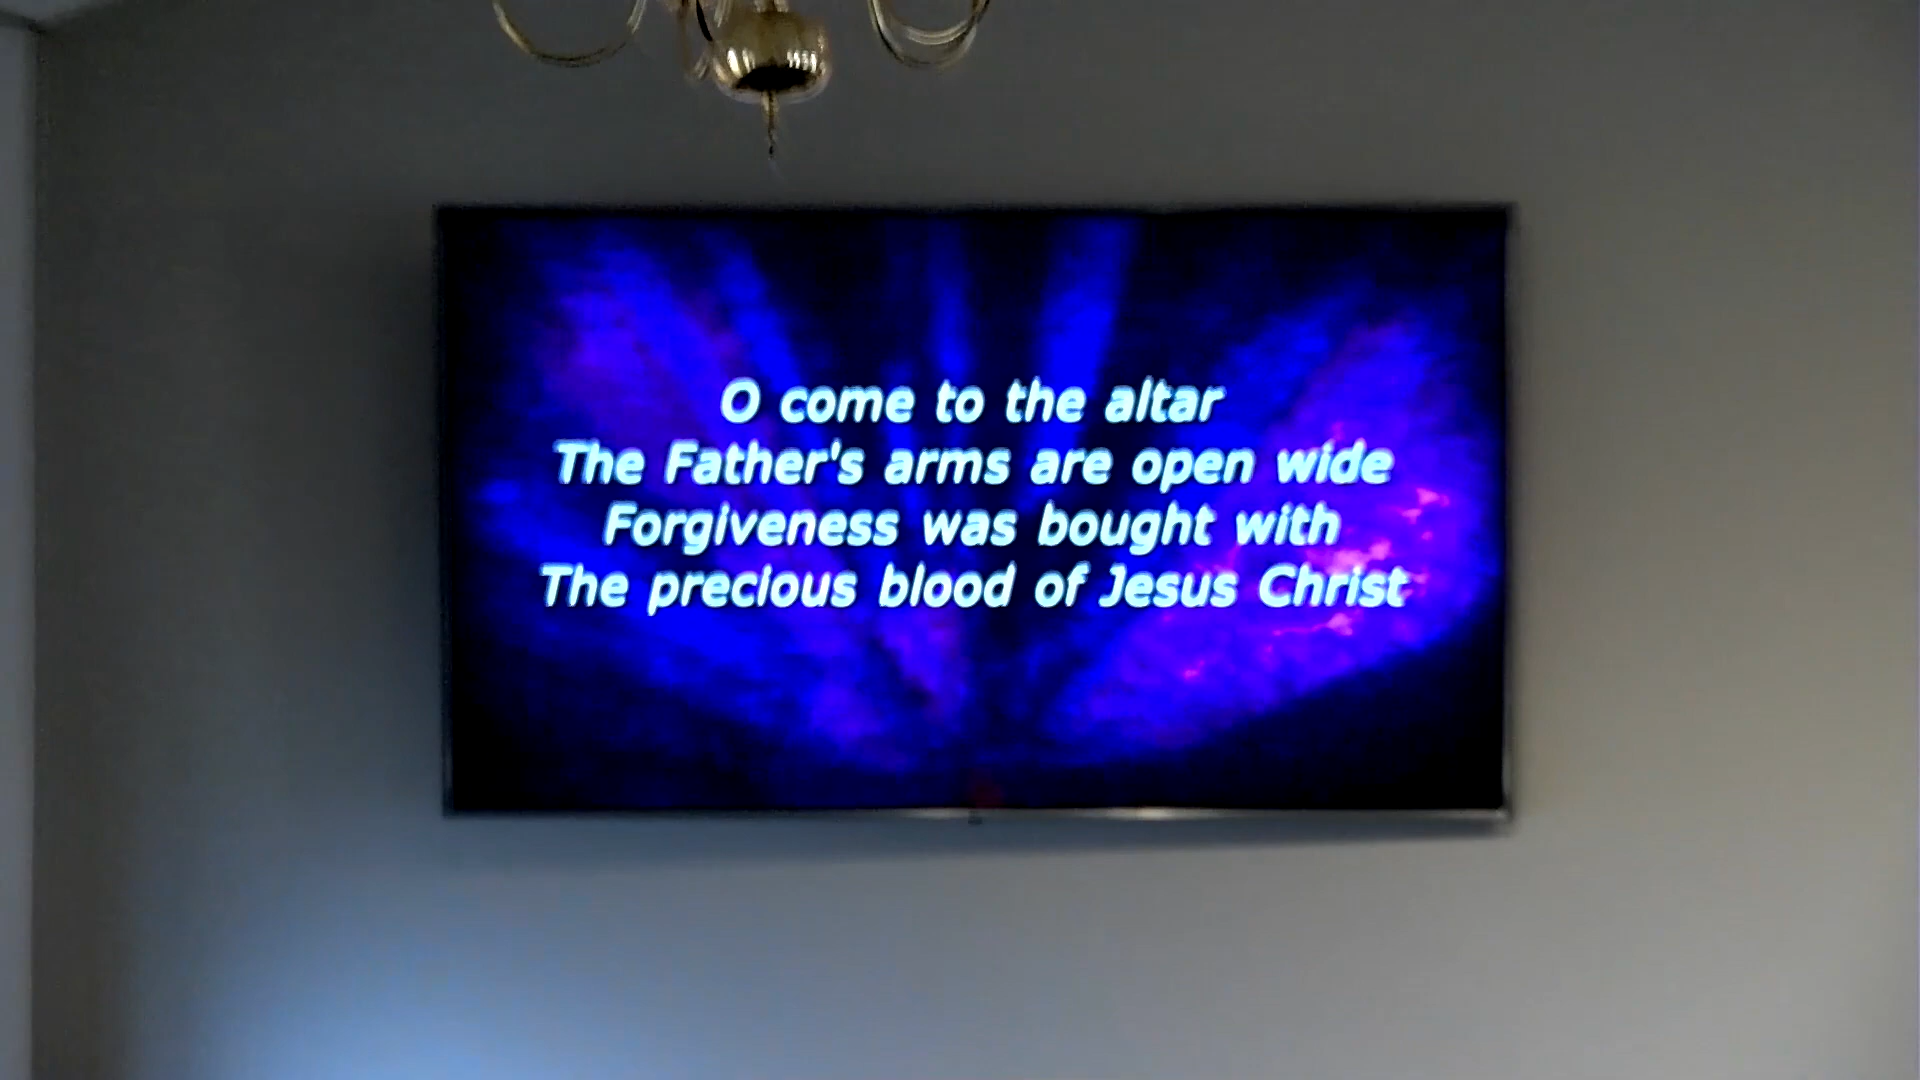 O come to the altar
The Father's arms are open wide
Forgiveness was bought with
The precious blood of Jesus Christ